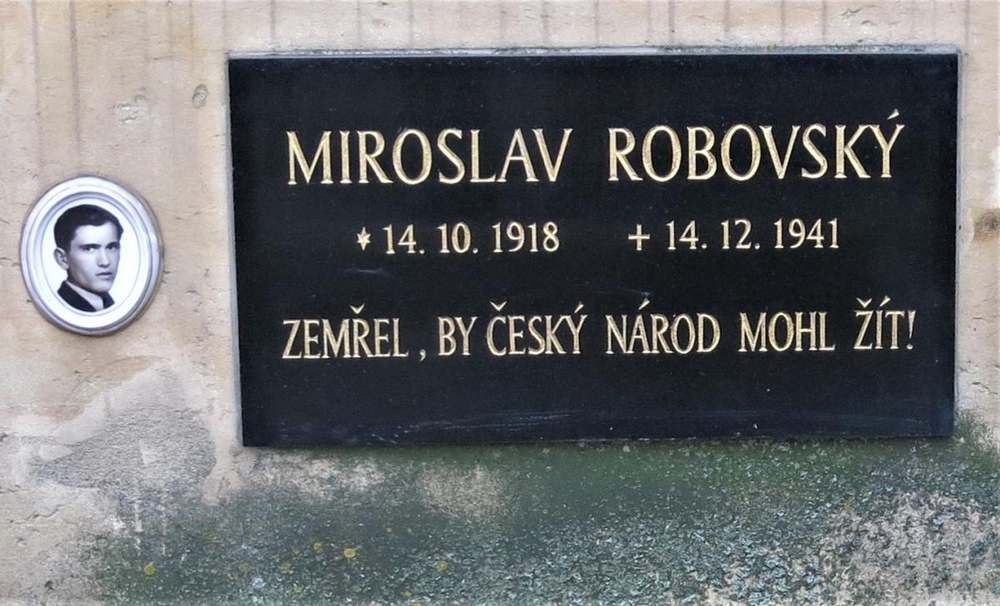 MIROSLAV ROBOVSKÝ
* 14. 10. 1918 + 14. 12. 1941
ZEMŘEL, BY ČESKÝ NÁROD MOHL ŽÍT!